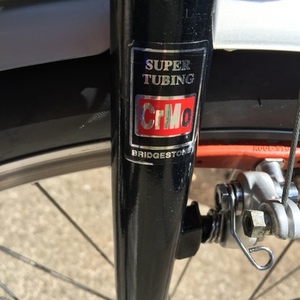 SUPER
TUBING
CrMo
BRIDGESTONE